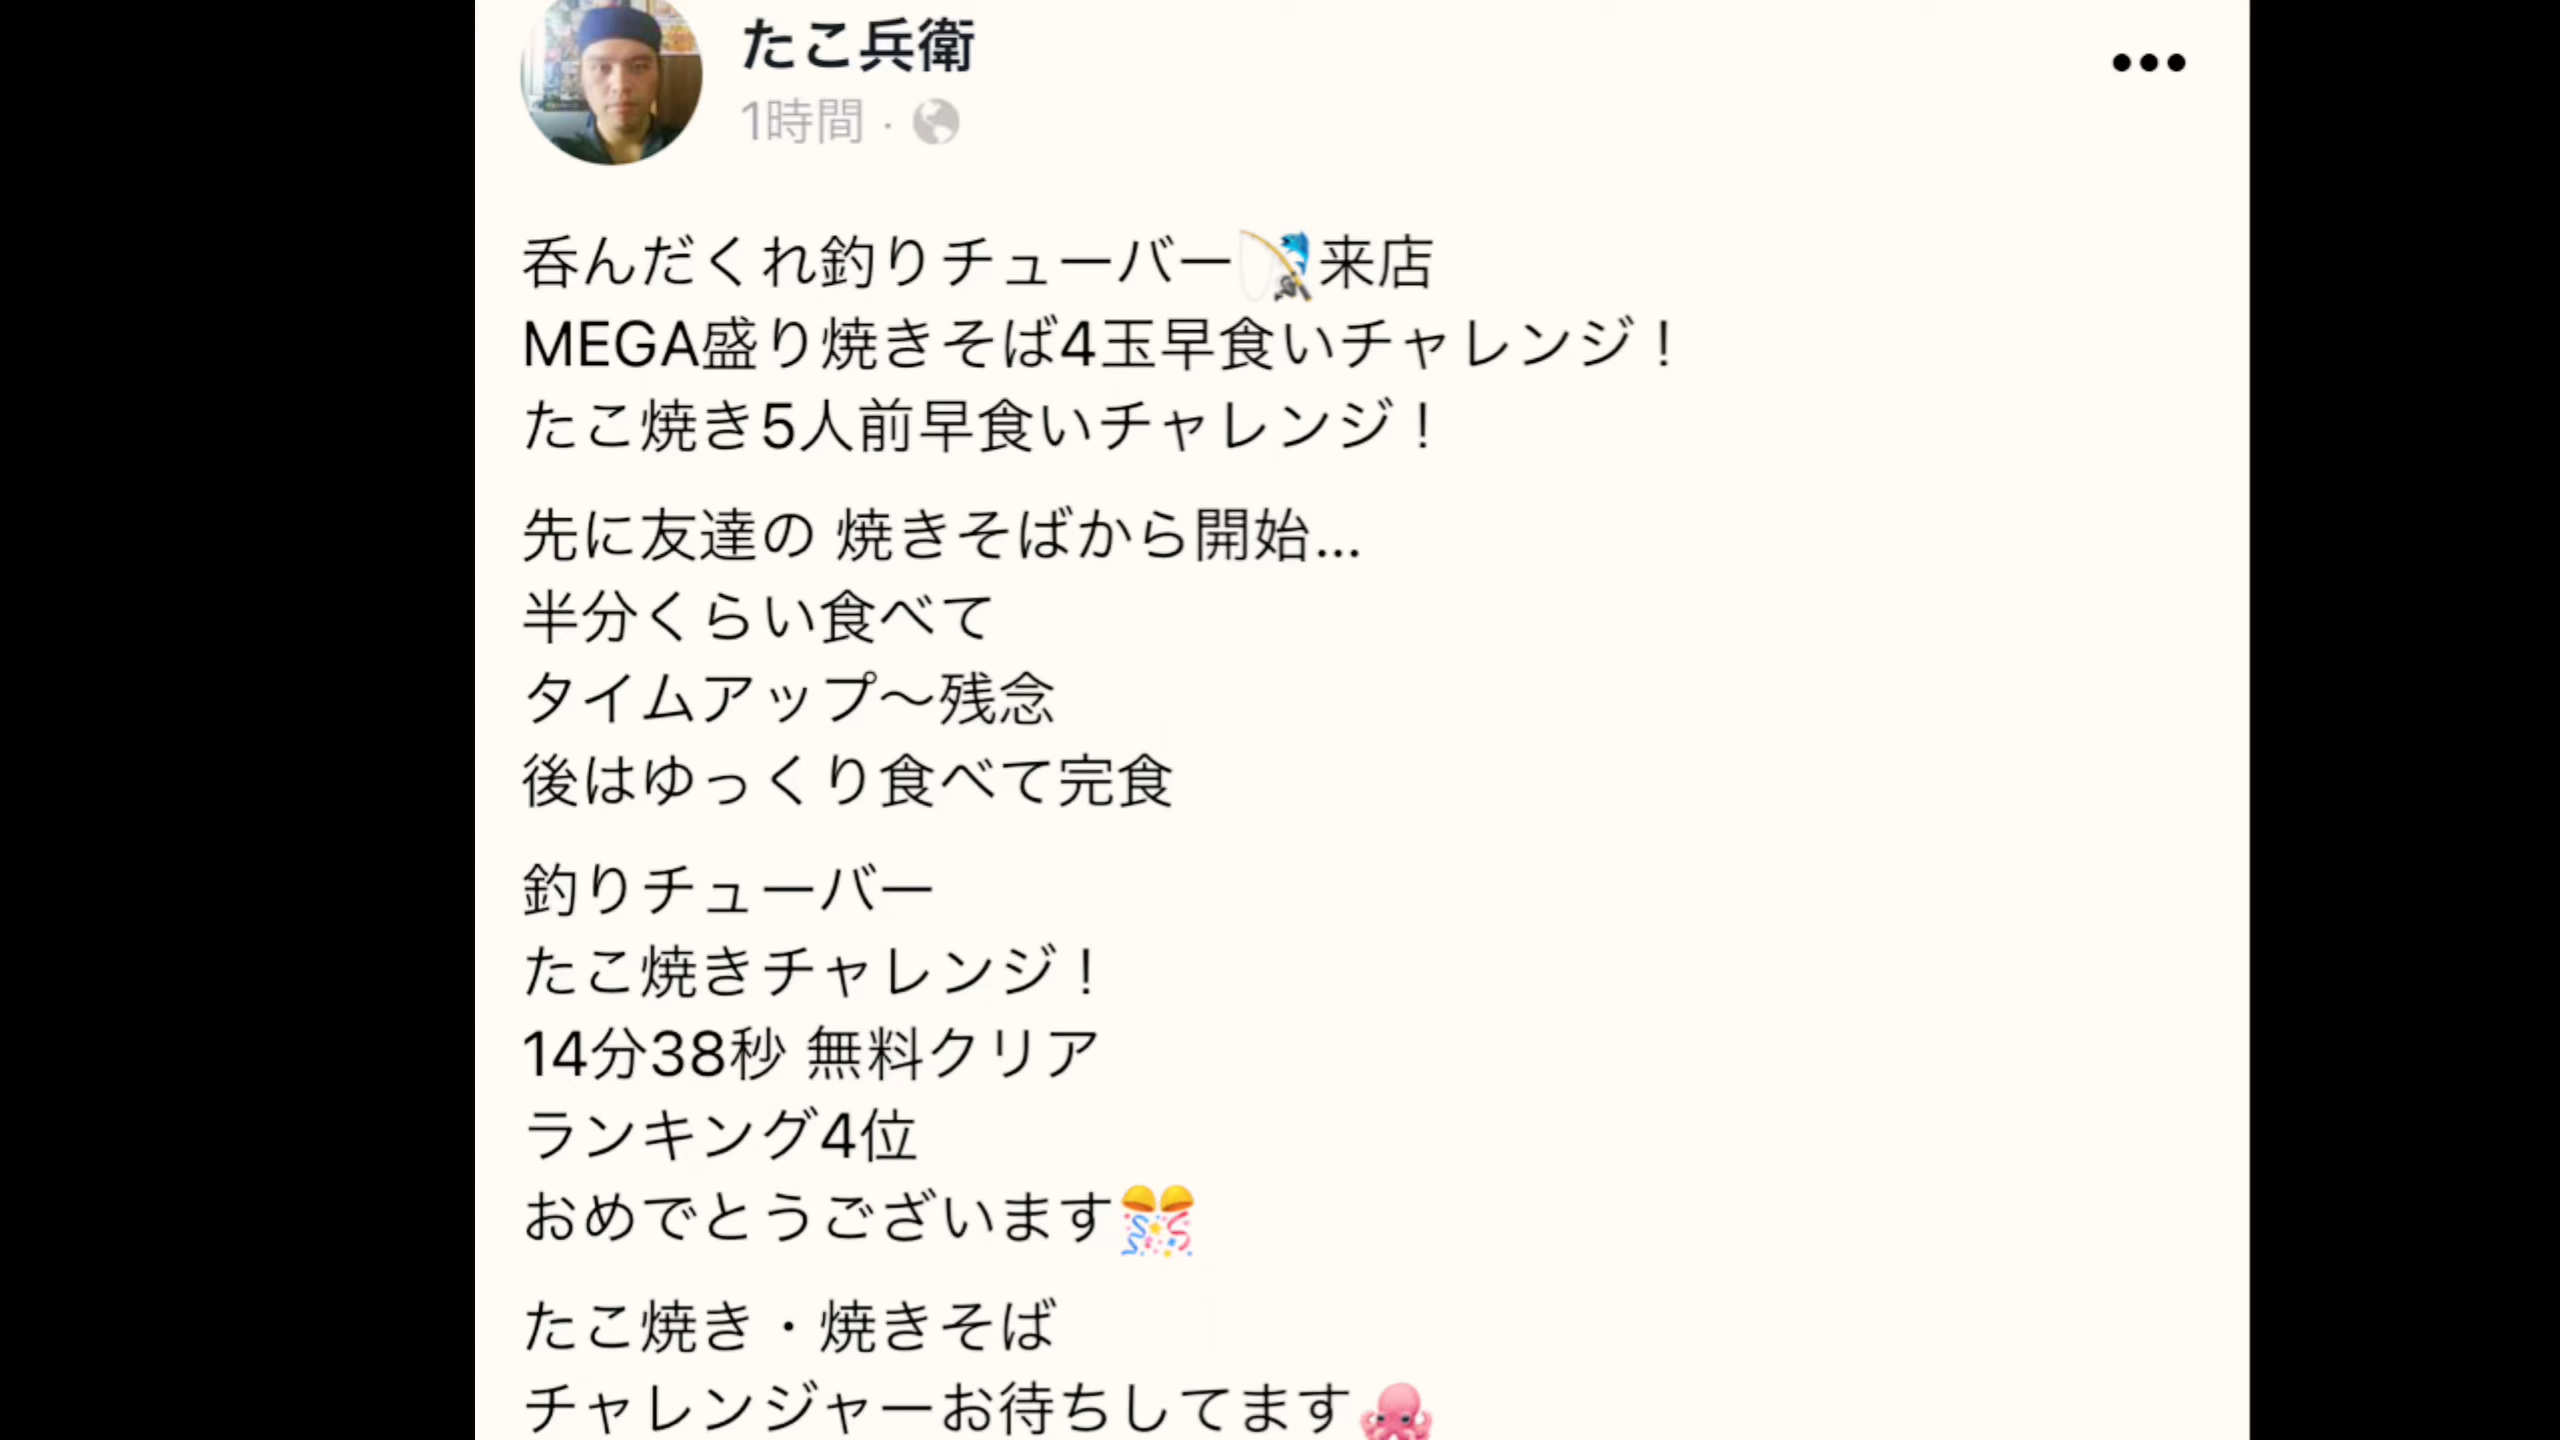 たこ兵衛
1時間 ·
呑んだくれ釣りチューバー🎣来店
MEGA盛り焼きそば4玉早食いチャレンジ！
たこ焼き5人前早食いチャレンジ！
先に友達の 焼きそばから開始...
半分くらい食べて
タイムアップ〜残念
後はゆっくり食べて完食
釣りチューバー
たこ焼きチャレンジ！
14分38秒 無料クリア
ランキング4位
おめでとうございます🎊
たこ焼き・焼きそば
チャレンジャーお待ちしてます🐙